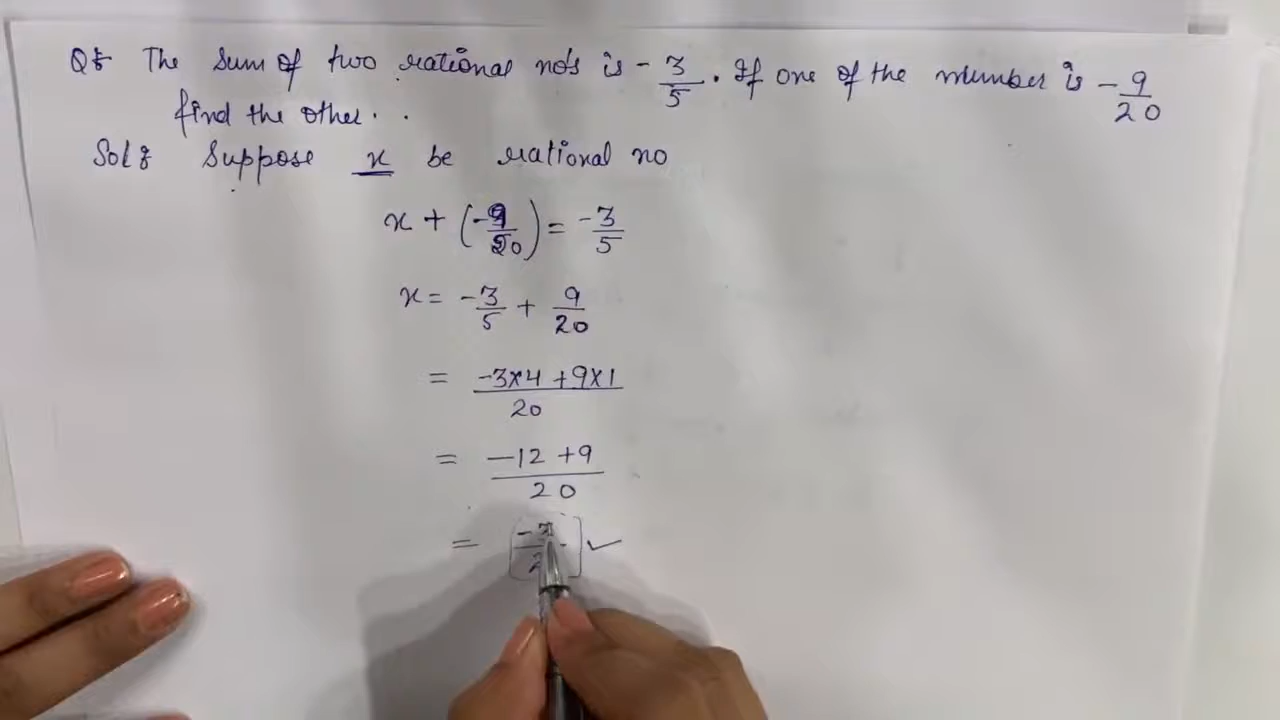 Q⁝ The sum of two rational no's is -3/5. If one of the number is -9/20
find the other..
Sol⁝ Suppose x be rational no
x + (-9/20) = -3/5
x = -3/5 + 9/20
= -3×4 + 9×1/20
= -12 + 9/20
= ✓